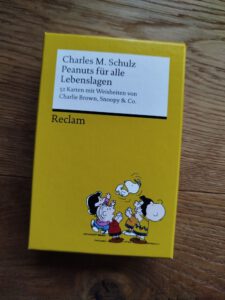 Charles M. Schulz
Peanuts für alle
Lebenslagen
52 Karten mit Weisheiten von
Charlie Brown, Snoopy & Co.
Reclam